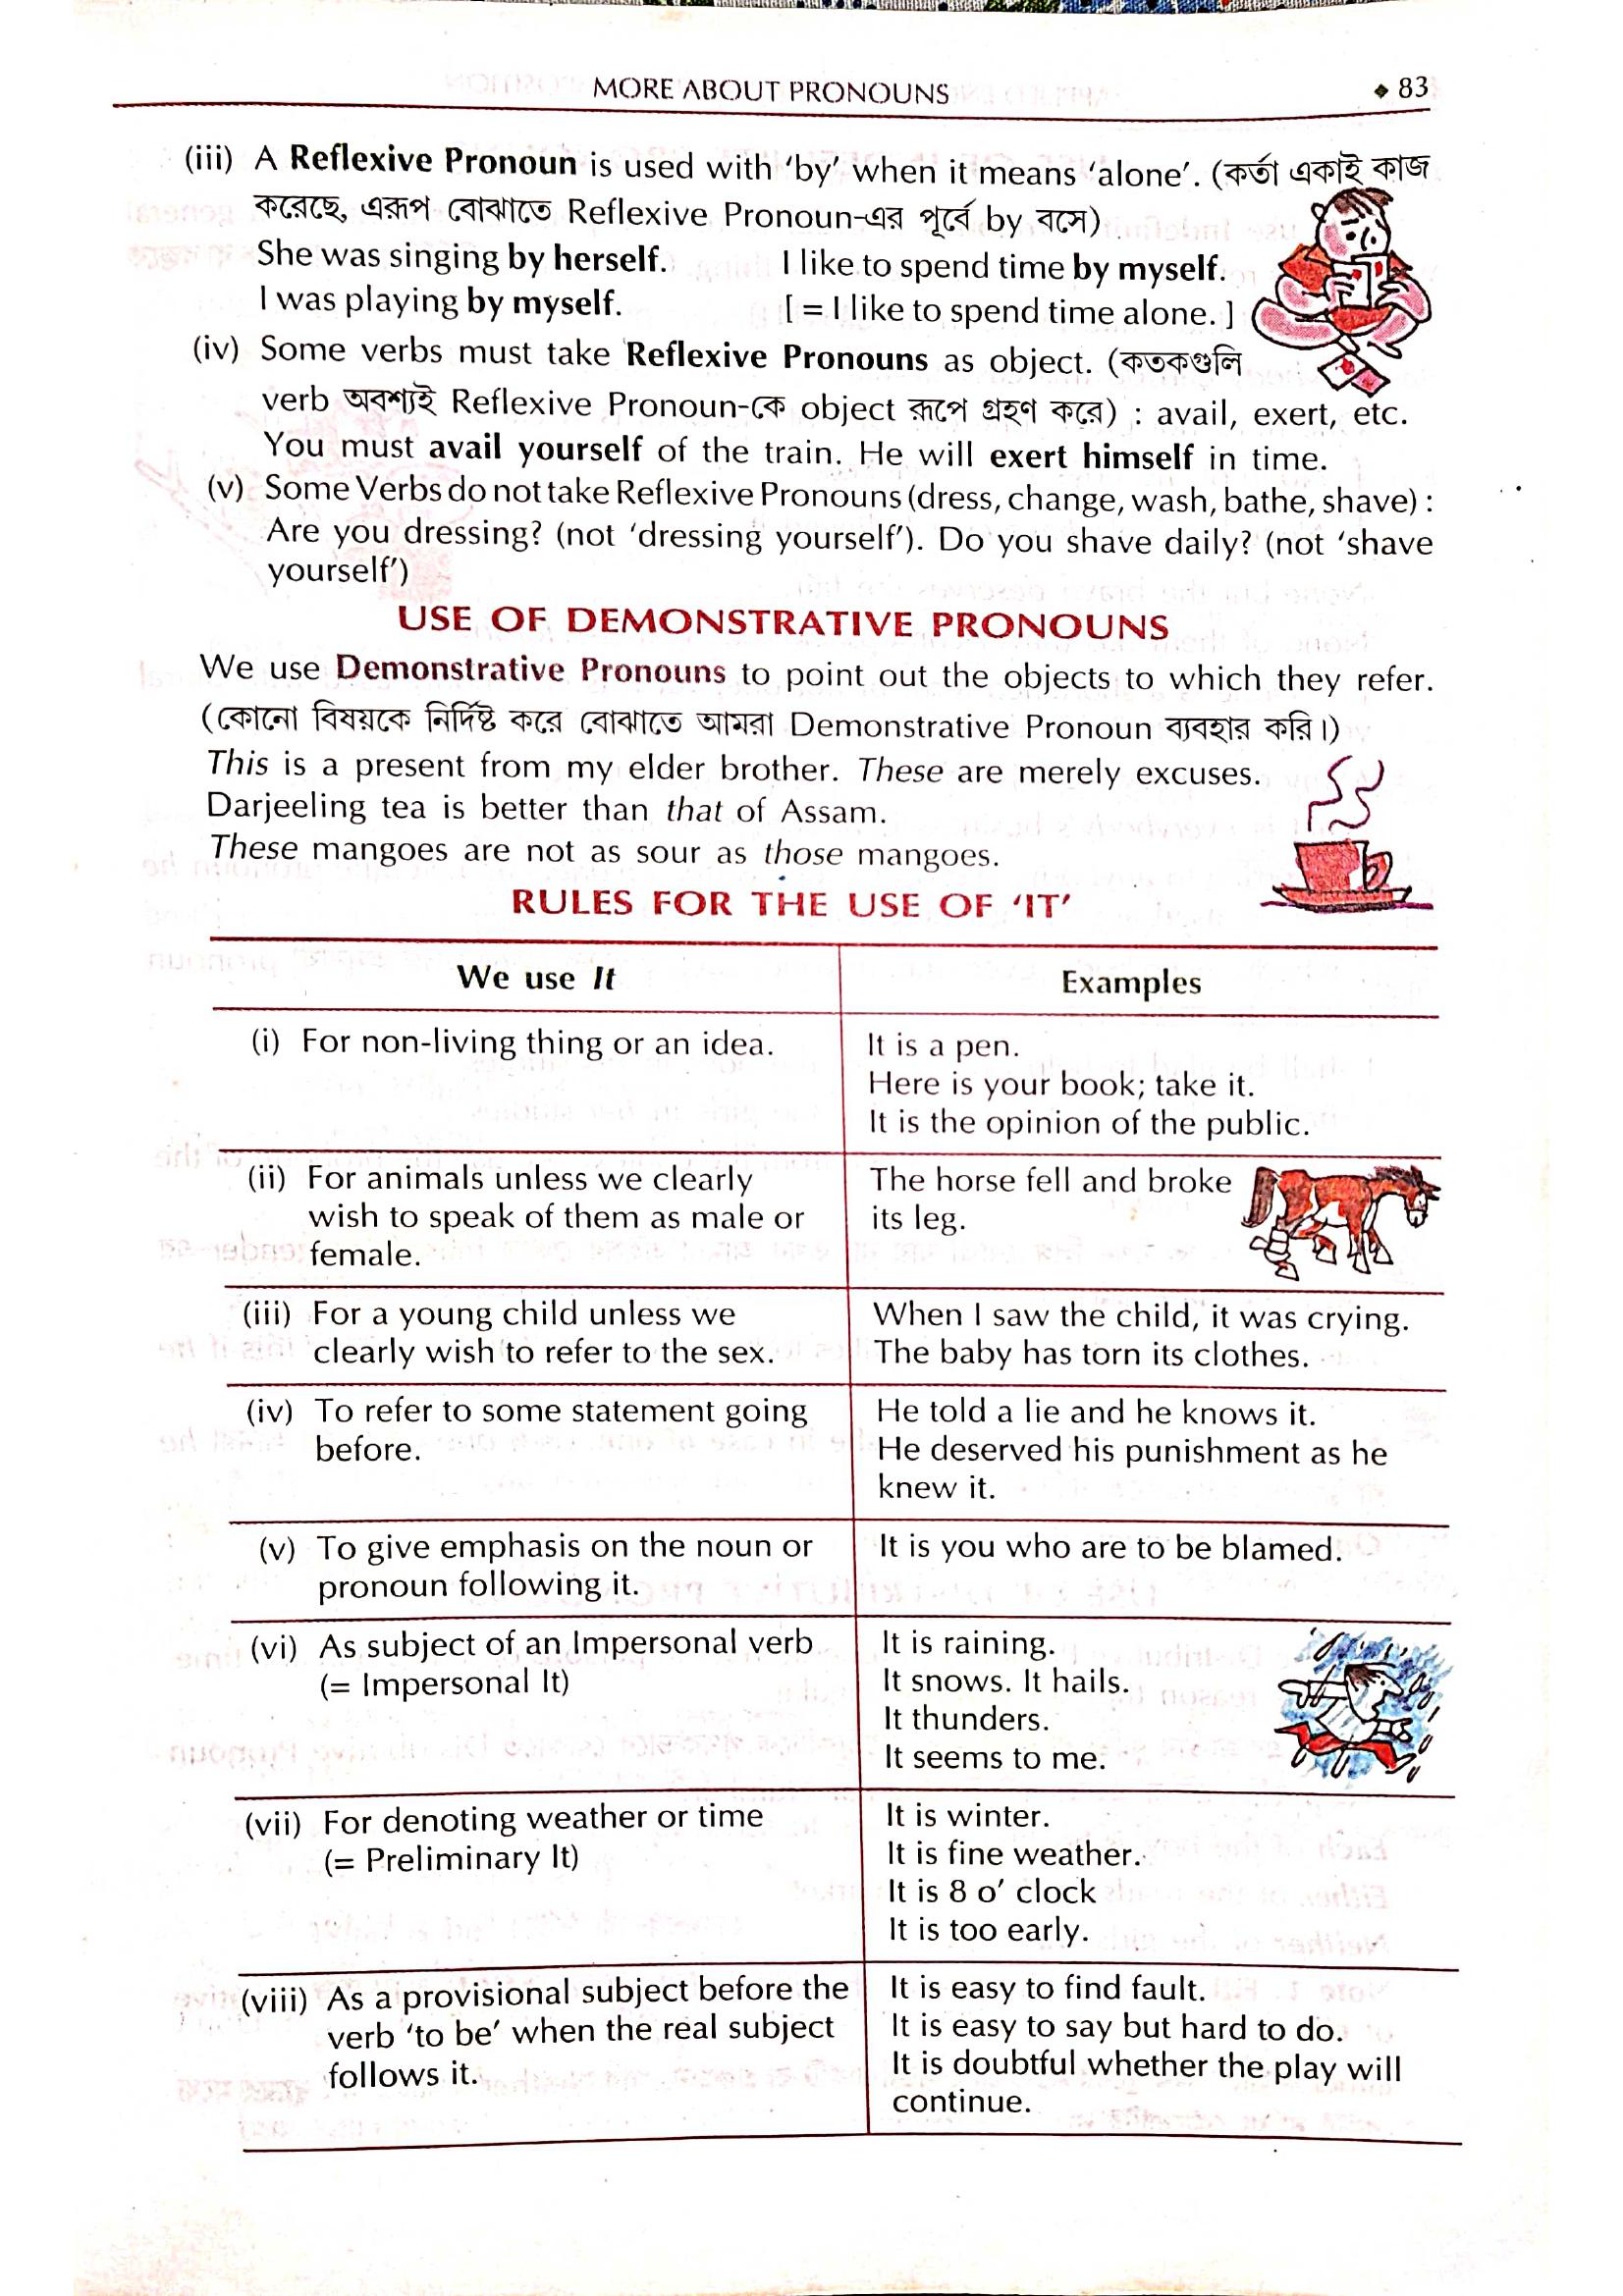 MORE ABOUT PRONOUNS ◆ 83
(iii) A Reflexive Pronoun is used with ‘by’ when it means ‘alone’. (কর্তা একাই কাজ
করেছে, এরূপ বোঝাতে Reflexive Pronoun-এর পূর্বে by বসে)
She was singing by herself. I like to spend time by myself.
I was playing by myself. [ = I like to spend time alone. ]
(iv) Some verbs must take Reflexive Pronouns as object. (কতকগুলি
verb অবশ্যই Reflexive Pronoun-কে object রূপে গ্রহণ করে) : avail, exert, etc.
You must avail yourself of the train. He will exert himself in time.
(v) Some Verbs do not take Reflexive Pronouns (dress, change, wash, bathe, shave) :
Are you dressing? (not ‘dressing yourself’). Do you shave daily? (not ‘shave
yourself’)
USE OF DEMONSTRATIVE PRONOUNS
We use Demonstrative Pronouns to point out the objects to which they refer.
(কোনো বিষয়কে নির্দিষ্ট করে বোঝাতে আমরা Demonstrative Pronoun ব্যবহার করি।)
This is a present from my elder brother. These are merely excuses.
Darjeeling tea is better than that of Assam.
These mangoes are not as sour as those mangoes.
RULES FOR THE USE OF ‘IT’
We use It Examples
(i) For non-living thing or an idea. It is a pen.
Here is your book; take it.
It is the opinion of the public.
(ii) For animals unless we clearly The horse fell and broke
wish to speak of them as male or its leg.
female.
(iii) For a young child unless we When I saw the child, it was crying.
clearly wish to refer to the sex. The baby has torn its clothes.
(iv) To refer to some statement going He told a lie and he knows it.
before. He deserved his punishment as he
knew it.
(v) To give emphasis on the noun or It is you who are to be blamed.
pronoun following it.
(vi) As subject of an Impersonal verb It is raining.
(= Impersonal It) It snows. It hails.
It thunders.
It seems to me.
(vii) For denoting weather or time It is winter.
(= Preliminary It) It is fine weather.
It is 8 o’ clock
It is too early.
(viii) As a provisional subject before the It is easy to find fault.
verb ‘to be’ when the real subject It is easy to say but hard to do.
follows it. It is doubtful whether the play will
continue.